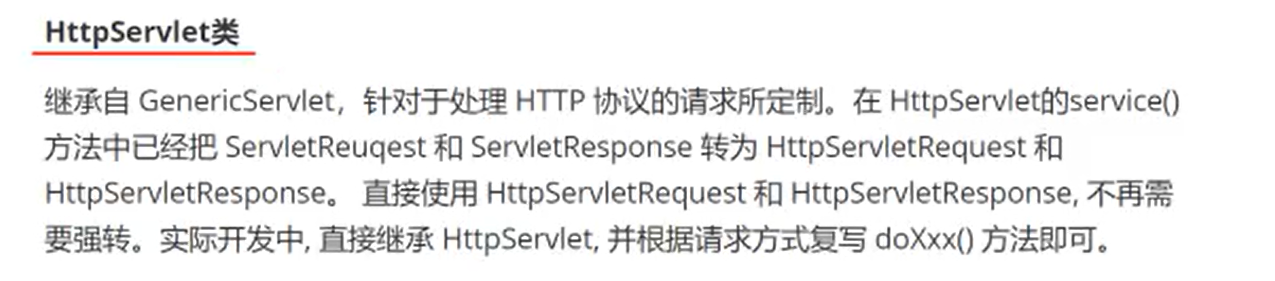 HttpServlet类
继承自 GenericServlet，针对于处理 HTTP 协议的请求所定制。在 HttpServlet的service()
方法中已经把 ServletReuqest 和 ServletResponse 转为 HttpServletRequest 和
HttpServletResponse。 直接使用 HttpServletRequest 和 HttpServletResponse, 不再需
要强转。实际开发中, 直接继承 HttpServlet, 并根据请求方式复写 doXxx() 方法即可。